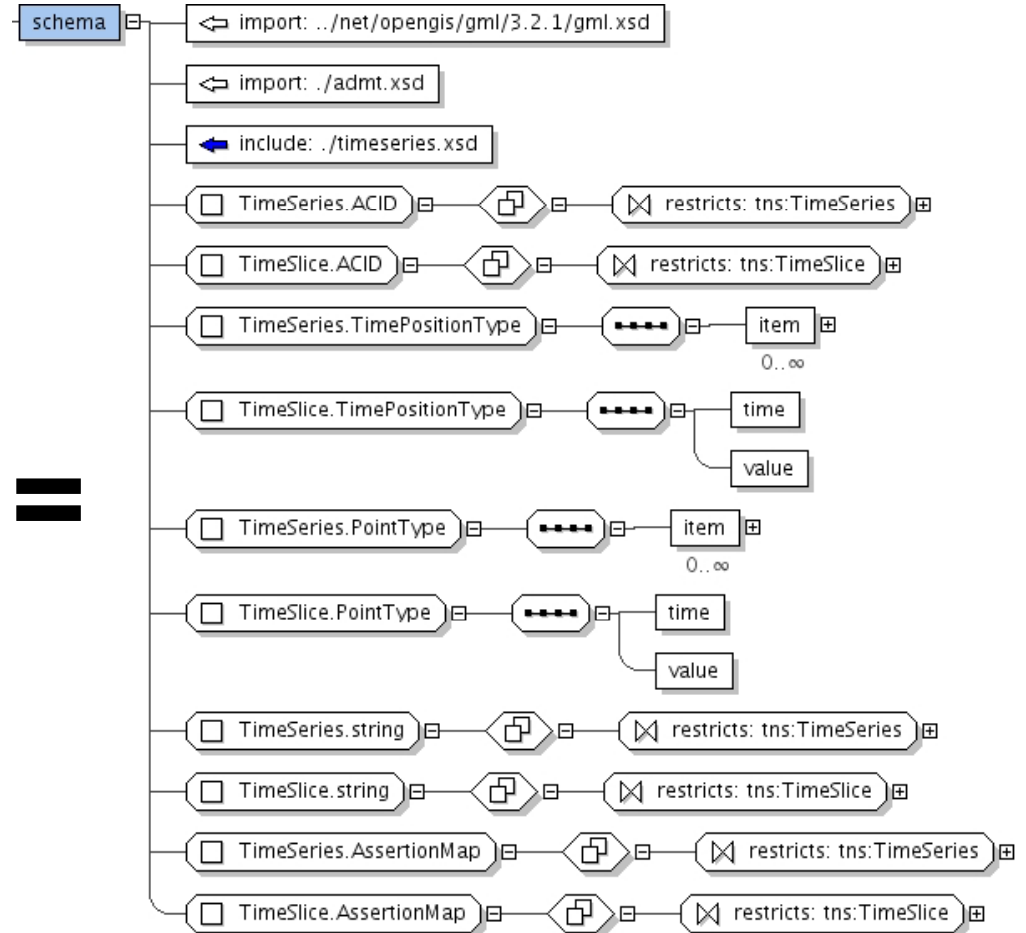 schema
import: ../net/opengis/gml/3.2.1/gml.xsd
import: ./admt.xsd
include: ./timeseries.xsd
TimeSeries.ACID restricts: tns:TimeSeries
TimeSlice.ACID restricts: tns:TimeSlice
TimeSeries.TimePositionType item
0..∞
TimeSlice.TimePositionType time
value
TimeSeries.PointType item
0..∞
TimeSlice.PointType time
value
TimeSeries.string restricts: tns:TimeSeries
TimeSlice.string restricts: tns:TimeSlice
TimeSeries.AssertionMap restricts: tns:TimeSeries
TimeSlice.AssertionMap restricts: tns:TimeSlice